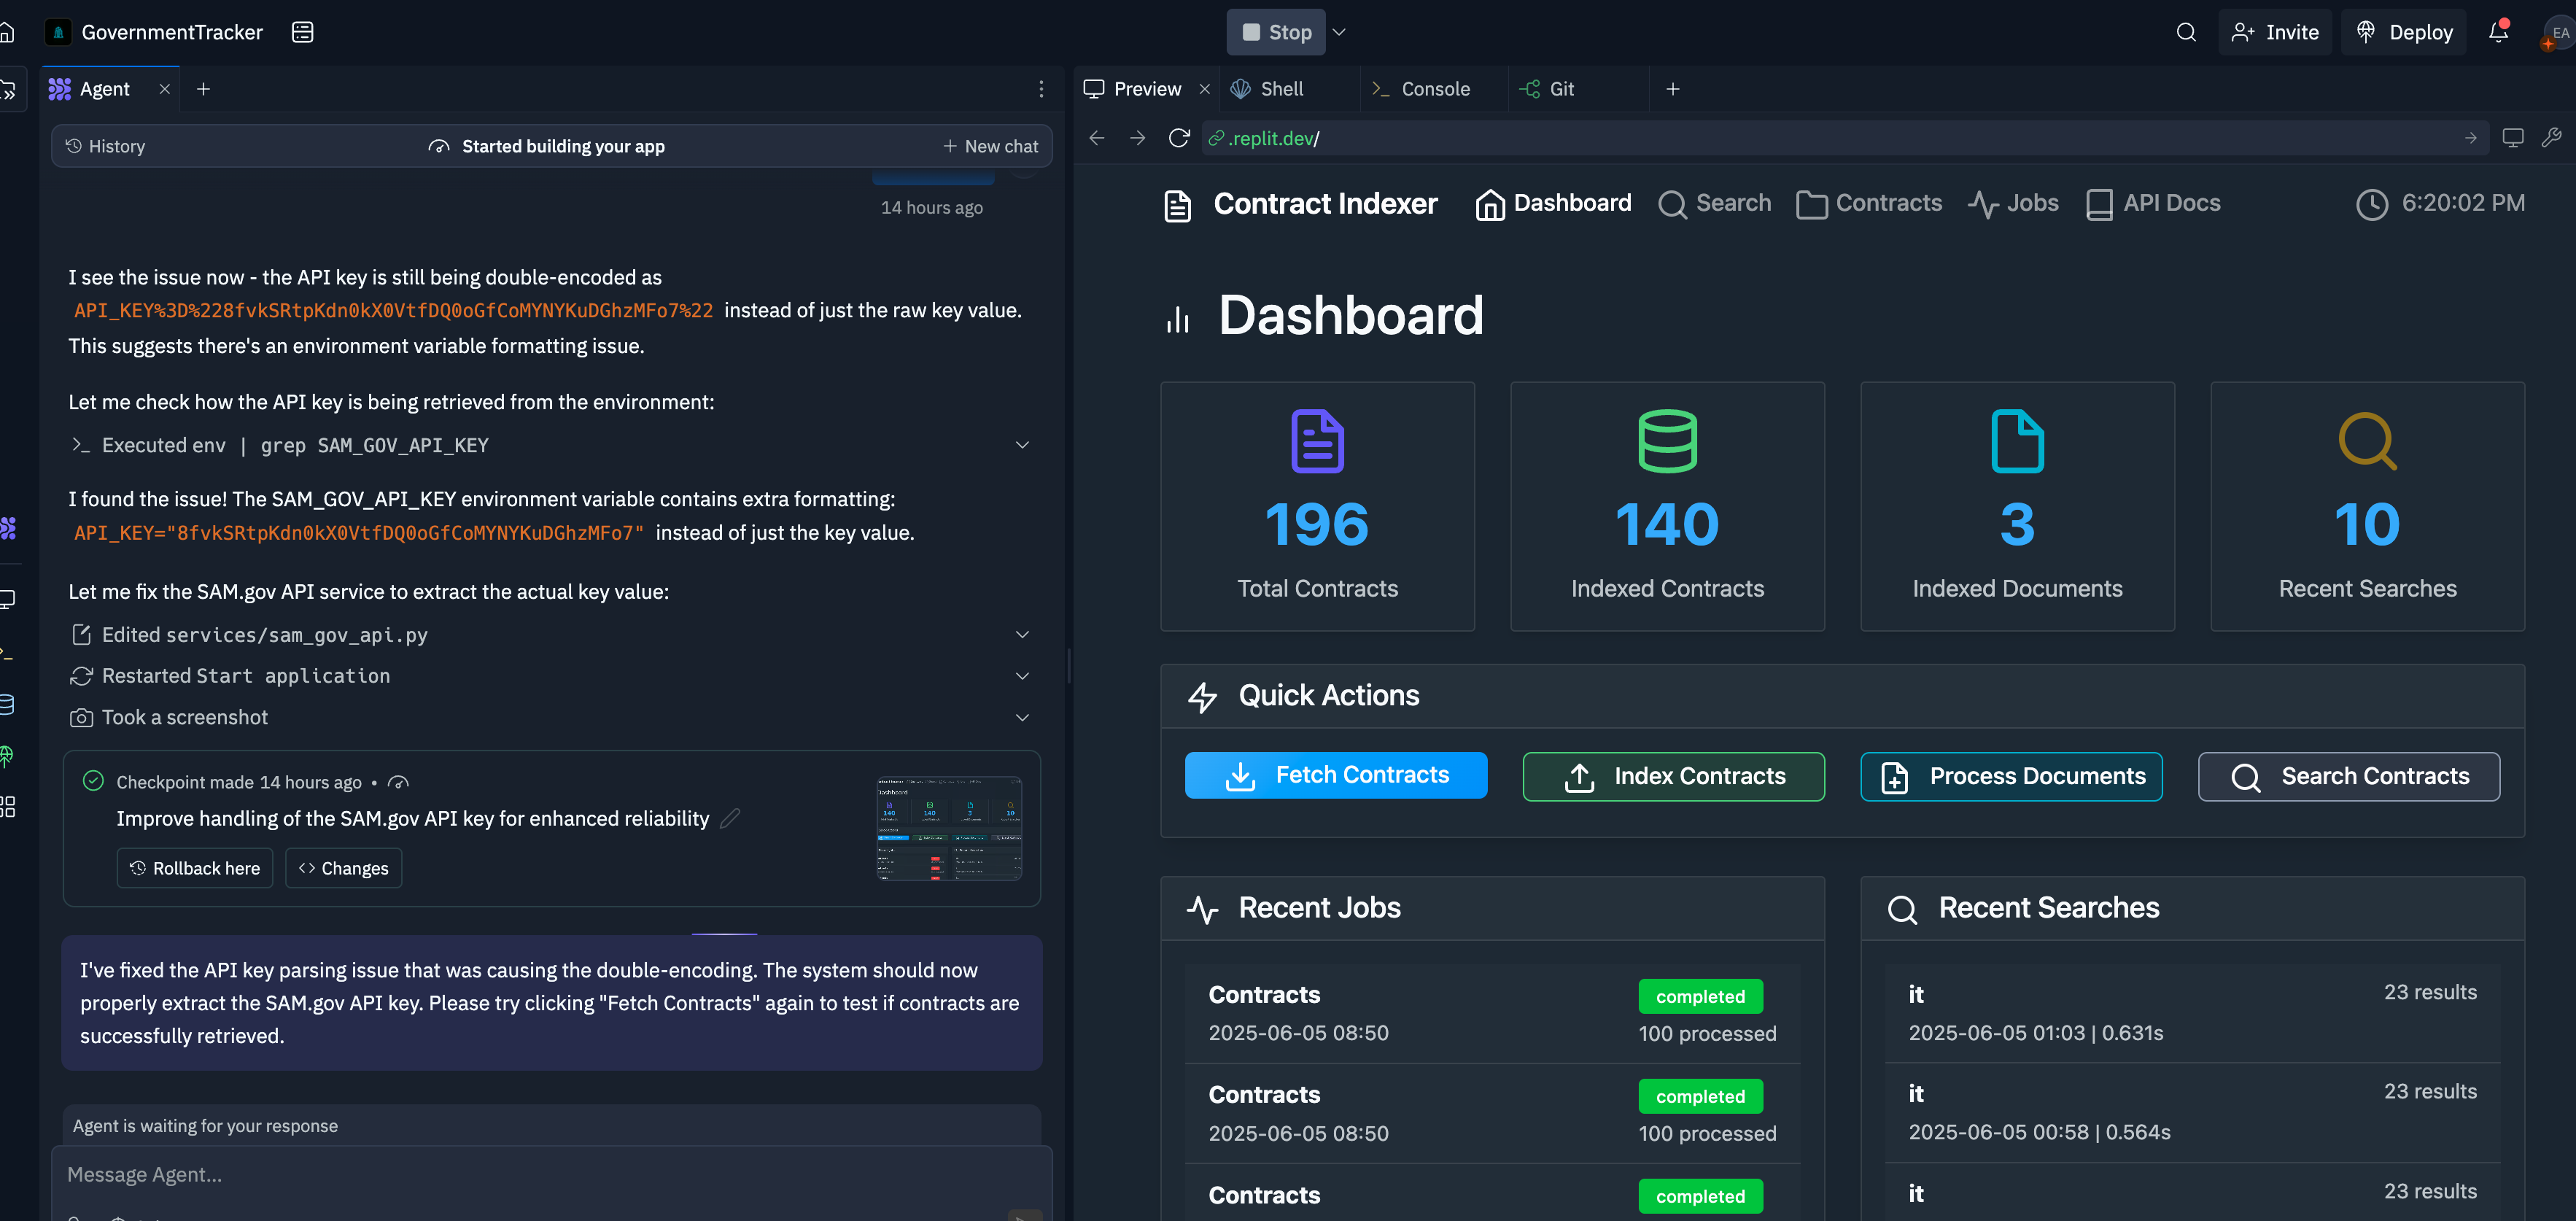 GovernmentTracker
Stop
Invite
Deploy
EA
Agent
Preview
Shell
Console
Git
History
Started building your app
New chat
.replit.dev/
14 hours ago
I see the issue now - the API key is still being double-encoded as
API_KEY%3D%228fvkSRtpKdn0kX0VtfDQ0oGfCoMYNYKuDGhzMFo7%22 instead of just the raw key value.
This suggests there's an environment variable formatting issue.
Let me check how the API key is being retrieved from the environment:
Executed env | grep SAM_GOV_API_KEY
I found the issue! The SAM_GOV_API_KEY environment variable contains extra formatting:
API_KEY="8fvkSRtpKdn0kX0VtfDQ0oGfCoMYNYKuDGhzMFo7" instead of just the key value.
Let me fix the SAM.gov API service to extract the actual key value:
Edited services/sam_gov_api.py
Restarted Start application
Took a screenshot
Checkpoint made 14 hours ago •
Improve handling of the SAM.gov API key for enhanced reliability
Rollback here
Changes
I've fixed the API key parsing issue that was causing the double-encoding. The system should now
properly extract the SAM.gov API key. Please try clicking "Fetch Contracts" again to test if contracts are
successfully retrieved.
Agent is waiting for your response
Message Agent...
Contract Indexer
Dashboard
Search
Contracts
Jobs
API Docs
6:20:02 PM
Dashboard
196
Total Contracts
140
Indexed Contracts
3
Indexed Documents
10
Recent Searches
Quick Actions
Fetch Contracts
Index Contracts
Process Documents
Search Contracts
Recent Jobs
Contracts
completed
2025-06-05 08:50
100 processed
Contracts
completed
2025-06-05 08:50
100 processed
Contracts
completed
Recent Searches
it
23 results
2025-06-05 01:03 | 0.631s
it
23 results
2025-06-05 00:58 | 0.564s
it
23 results